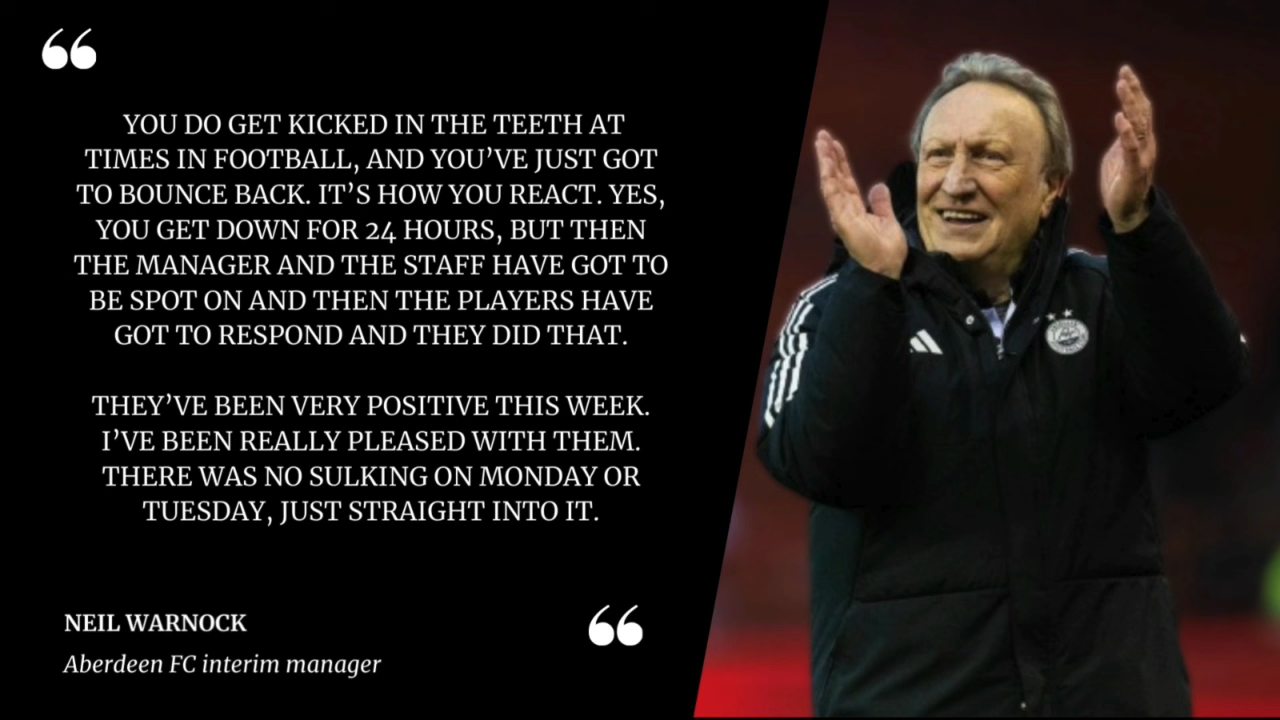 YOU DO GET KICKED IN THE TEETH AT
TIMES IN FOOTBALL, AND YOU’VE JUST GOT
TO BOUNCE BACK. IT’S HOW YOU REACT. YES,
YOU GET DOWN FOR 24 HOURS, BUT THEN
THE MANAGER AND THE STAFF HAVE GOT TO
BE SPOT ON AND THEN THE PLAYERS HAVE
GOT TO RESPOND AND THEY DID THAT.
THEY’VE BEEN VERY POSITIVE THIS WEEK.
I’VE BEEN REALLY PLEASED WITH THEM.
THERE WAS NO SULKING ON MONDAY OR
TUESDAY, JUST STRAIGHT INTO IT.
NEIL WARNOCK
Aberdeen FC interim manager